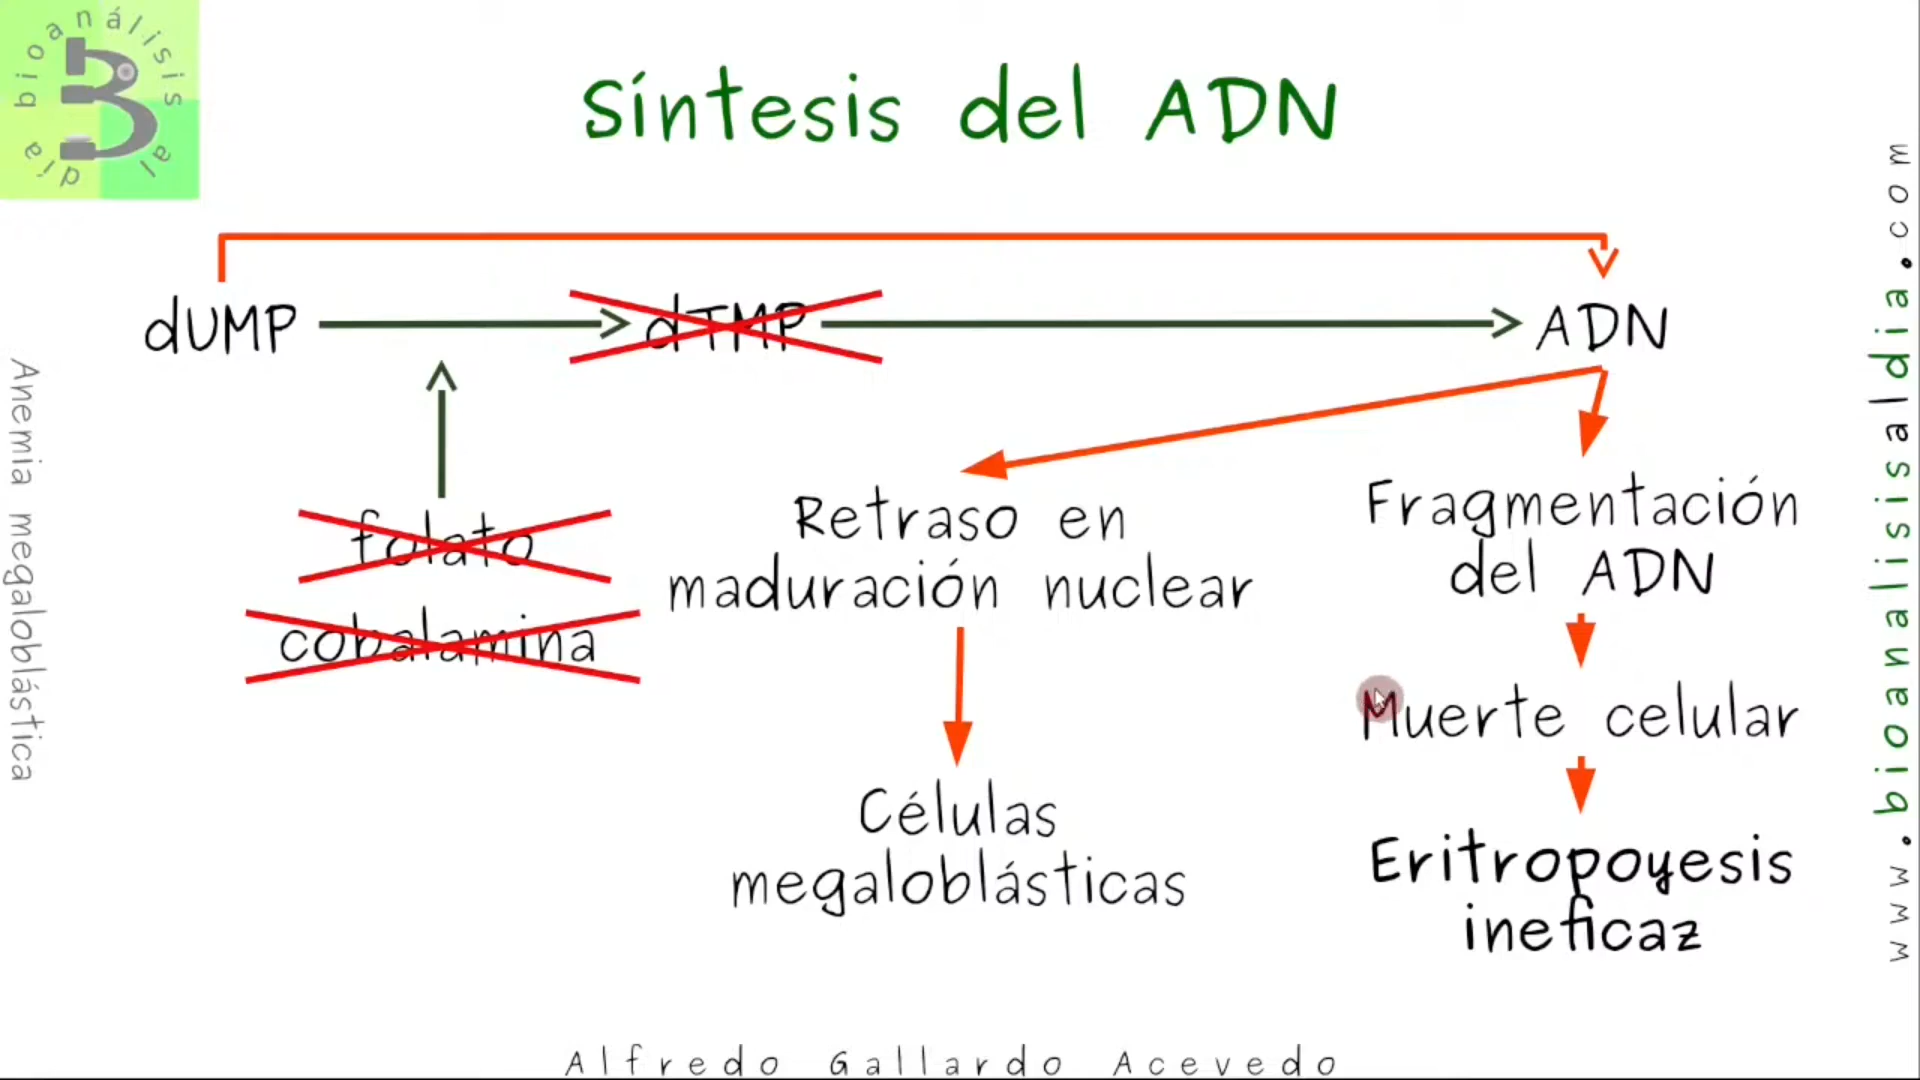 bioanálisis al día
Síntesis del ADN
dUMP
dTMP
ADN
folato
cobalamina
Retraso en
maduración nuclear
Células
megaloblásticas
Fragmentación
del ADN
Muerte celular
Eritropoyesis
ineficaz
Anemia megaloblástica
www.bioanalisisaldia.com
Alfredo Gallardo Acevedo